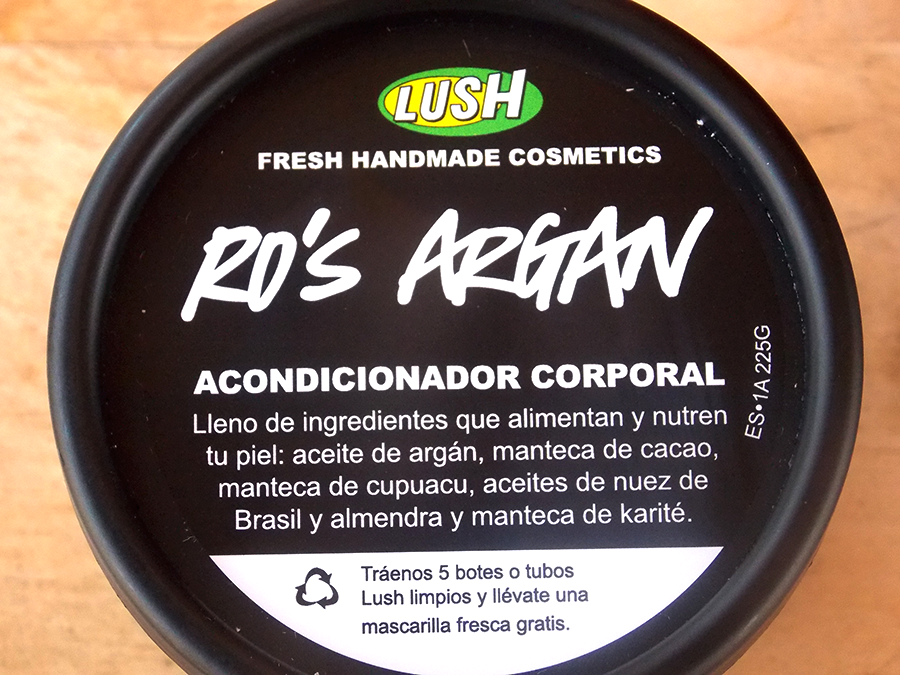 LUSH
FRESH HANDMADE COSMETICS
RO'S ARGAN
ACONDICIONADOR CORPORAL
Lleno de ingredientes que alimentan y nutren
tu piel: aceite de argán, manteca de cacao,
manteca de cupuacu, aceites de nuez de
Brasil y almendra y manteca de karité.
ES•1A 225G
Tráenos 5 botes o tubos
Lush limpios y llévate una
mascarilla fresca gratis.